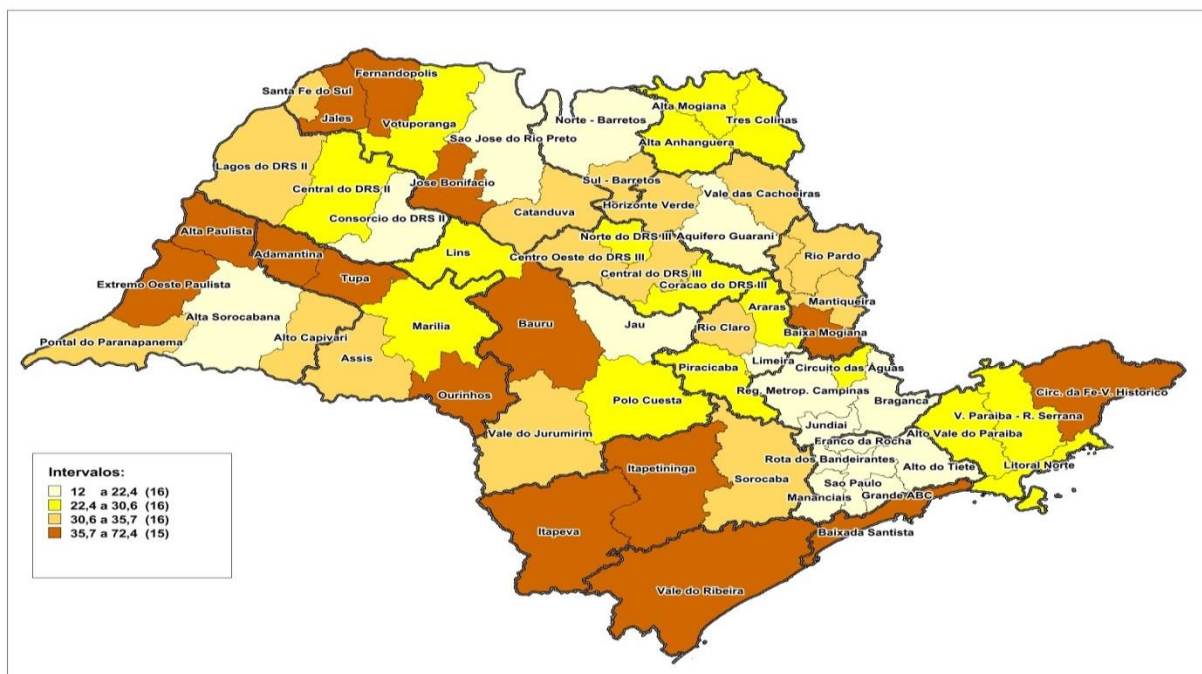 Fernandopolis
Santa Fe do Sul
Jales
Votuporanga
Sao Jose do Rio Preto
Norte - Barretos
Alta Mogiana
Tres Colinas
Alta Anhanguera
Lagos do DRS II
Central do DRS II
Jose Bonifácio
Sul - Barretos
Vale das Cachoeiras
Consorcio do DRS II
Catanduva
Horizonte Verde
Alta Paulista
Norte do DRS III
Aquifero Guarani
Adamantina
Lins
Centro Oeste do DRS III
Rio Pardo
Tupa
Central do DRS III
Extremo Oeste Paulista
Coracao do DRS III
Mantiqueira
Alta Sorocabana
Marilia
Bauru
Jau
Araras
Rio Claro
Baixa Mogiana
Pontal do Paranapanema
Alto Capivari
Assis
Limeira
Circuito das Águas
Piracicaba
Ourinhos
Reg. Metrop. Campinas
Circ. da Fe-V. Historico
Polo Cuesta
Braganca
V. Paraiba - R. Serrana
Vale do Jurumirim
Jundiai
Alto Vale do Paraiba
Franco da Rocha
Rota dos Bandeirantes
Itapetininga
Alto do Tiete
Litoral Norte
Sorocaba
Sao Paulo
Mananciais
Grande ABC
Itapeva
Baixada Santista
Vale do Ribeira
Intervalos:
12 a 22,4 (16)
22,4 a 30,6 (16)
30,6 a 35,7 (16)
35,7 a 72,4 (15)